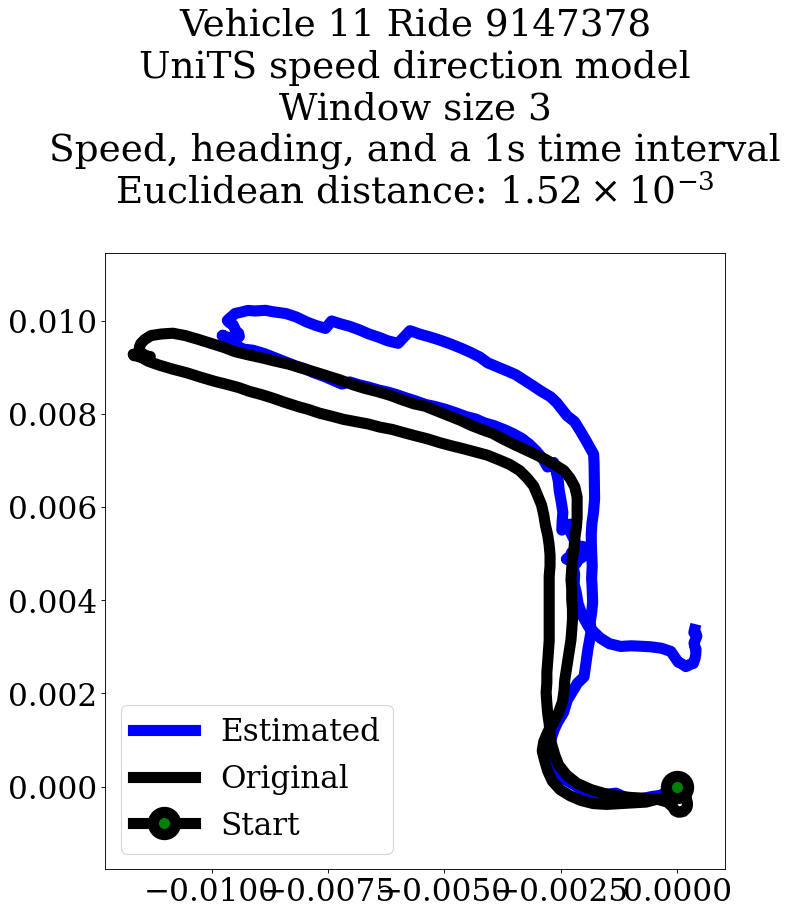 Vehicle 11 Ride 9147378
UniTS speed direction model
Window size 3
Speed, heading, and a 1s time interval
Euclidean distance: 1.52 × 10⁻³
0.010
0.008
0.006
0.004
0.002
0.000
Estimated
Original
Start
−0.0100 −0.0075 −0.0050 −0.0025 0.0000